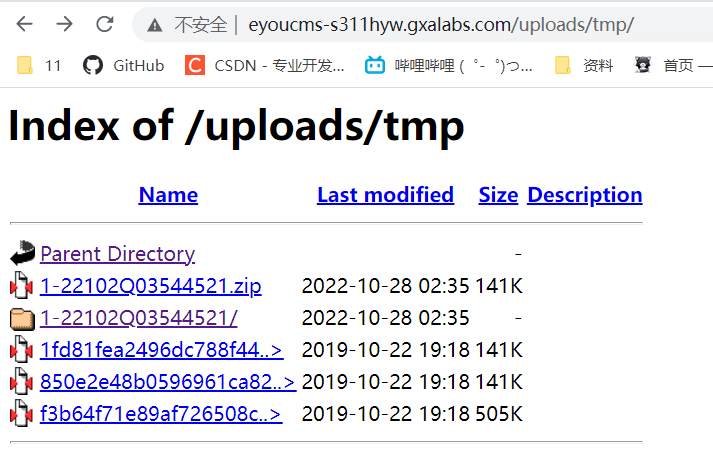 不安全 | eyoucms-s311hyw.gxalabs.com/uploads/tmp/
11 GitHub CSDN - 专业开发... 哔哩哔哩 ( ゜- ゜)つ... 资料 首页 —
Index of /uploads/tmp
Name Last modified Size Description
Parent Directory -
1-22102Q03544521.zip 2022-10-28 02:35 141K
1-22102Q03544521/ 2022-10-28 02:35 -
1fd81fea2496dc788f44..> 2019-10-22 19:18 141K
850e2e48b0596961ca82..> 2019-10-22 19:18 141K
f3b64f71e89af726508c..> 2019-10-22 19:18 505K